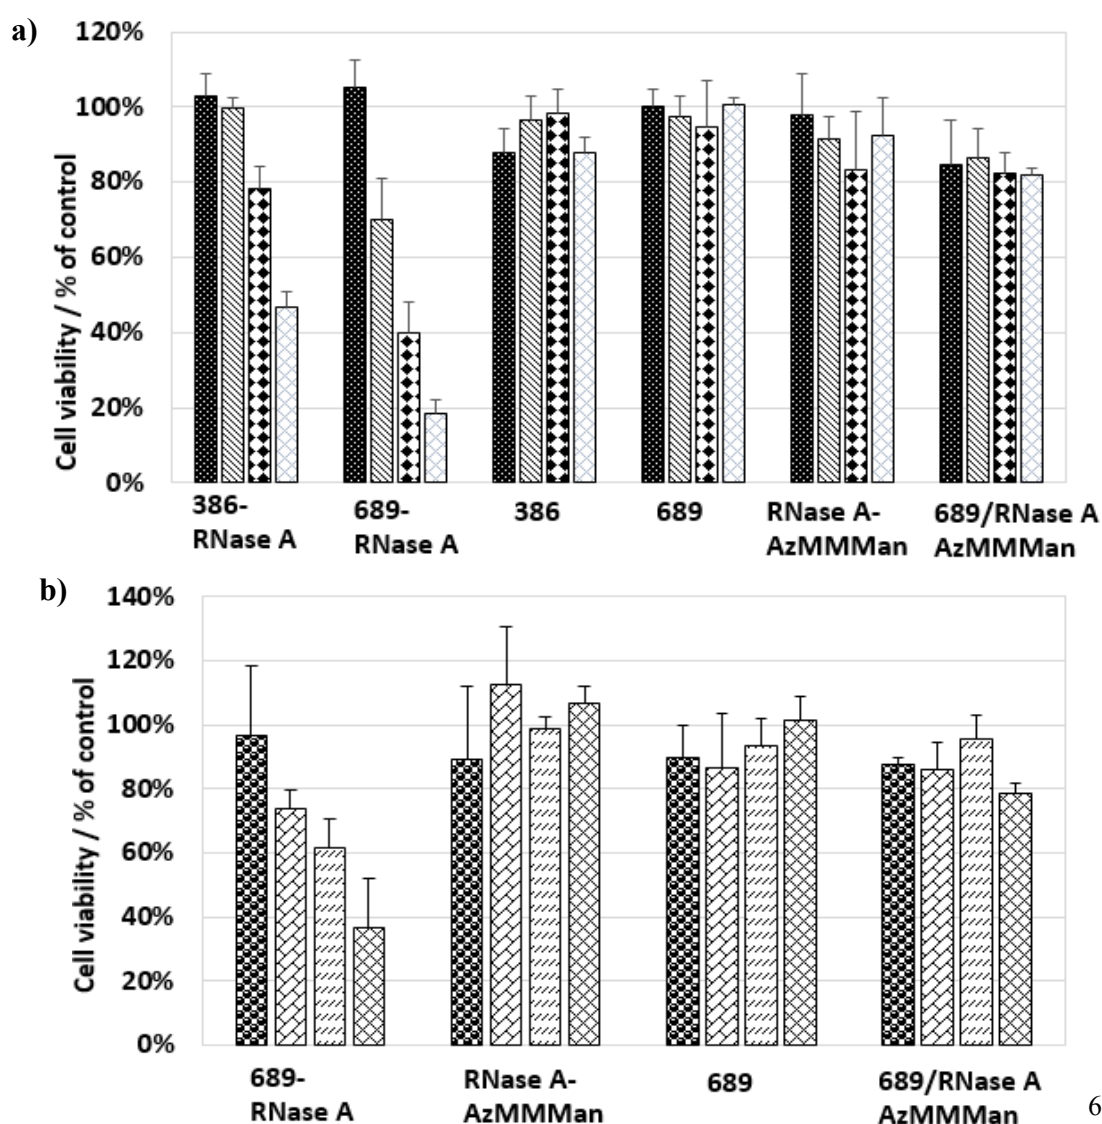 a)
120%
100%
80%
60%
40%
20%
0%
Cell viability / % of control
386-
RNase A
689-
RNase A
386
689
RNase A-
AzMMMan
689/RNase A
AzMMMan
b)
140%
120%
100%
80%
60%
40%
20%
0%
Cell viability / % of control
689-
RNase A
RNase A-
AzMMMan
689
689/RNase A
AzMMMan
6